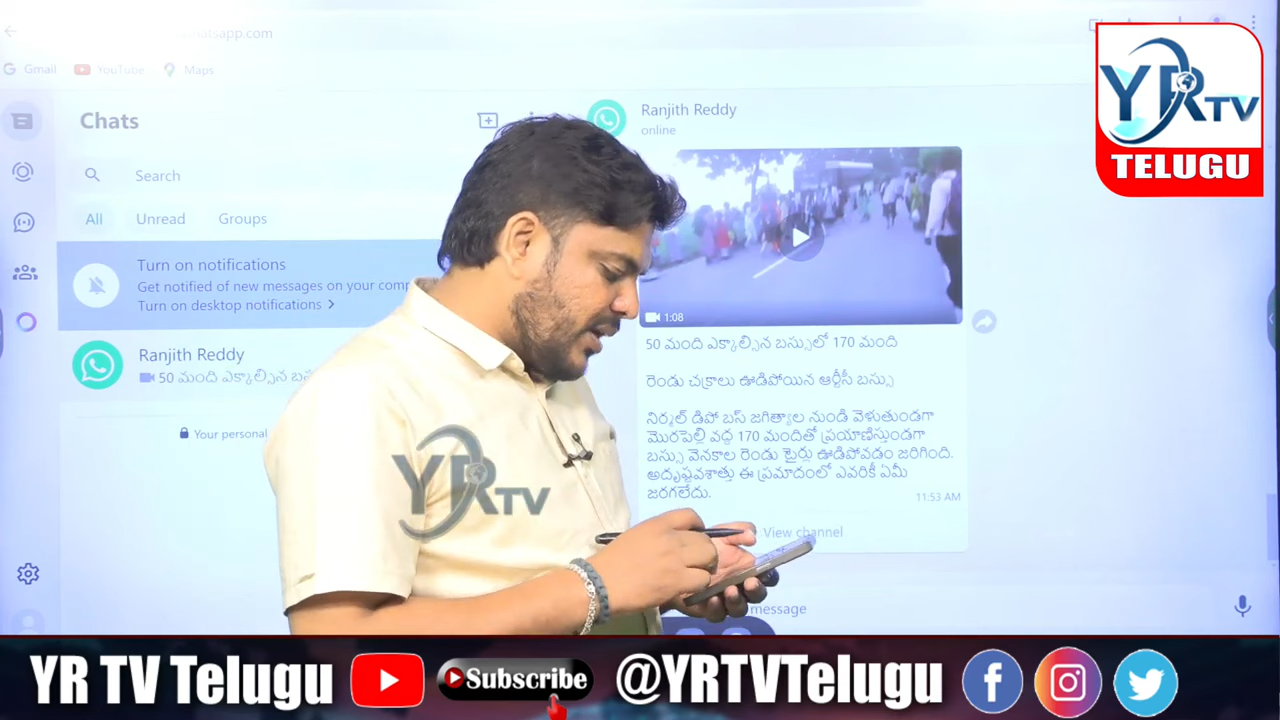 atsapp.com
Gmail YouTube Maps
Chats
Search
All Unread Groups
Turn on notifications
Get notified of new messages on your comp
Turn on desktop notifications
Ranjith Reddy
50 మంది ఎక్కాల్సిన బస
Your personal
Ranjith Reddy
online
1:08
50 మంది ఎక్కాల్సిన బస్సులో 170 మంది
రెండు చక్రాలు ఊడిపోయిన ఆర్టీసీ బస్సు
నిర్మల్ డిపో బస్ జగిత్యాల నుండి వెళుతుండగా
మొరపెల్లి వద్ద 170 మందితో ప్రయాణిస్తుండగా
బస్సు వెనకాల రెండు టైర్లు ఊడిపోవడం జరిగింది.
అదృష్టవశాత్తు ఈ ప్రమాదంలో ఎవరికీ ఏమీ
జరగలేదు.
11:53 AM
View channel
message
YR TV
TELUGU
YR TV
YR TV Telugu Subscribe @YRTVTelugu